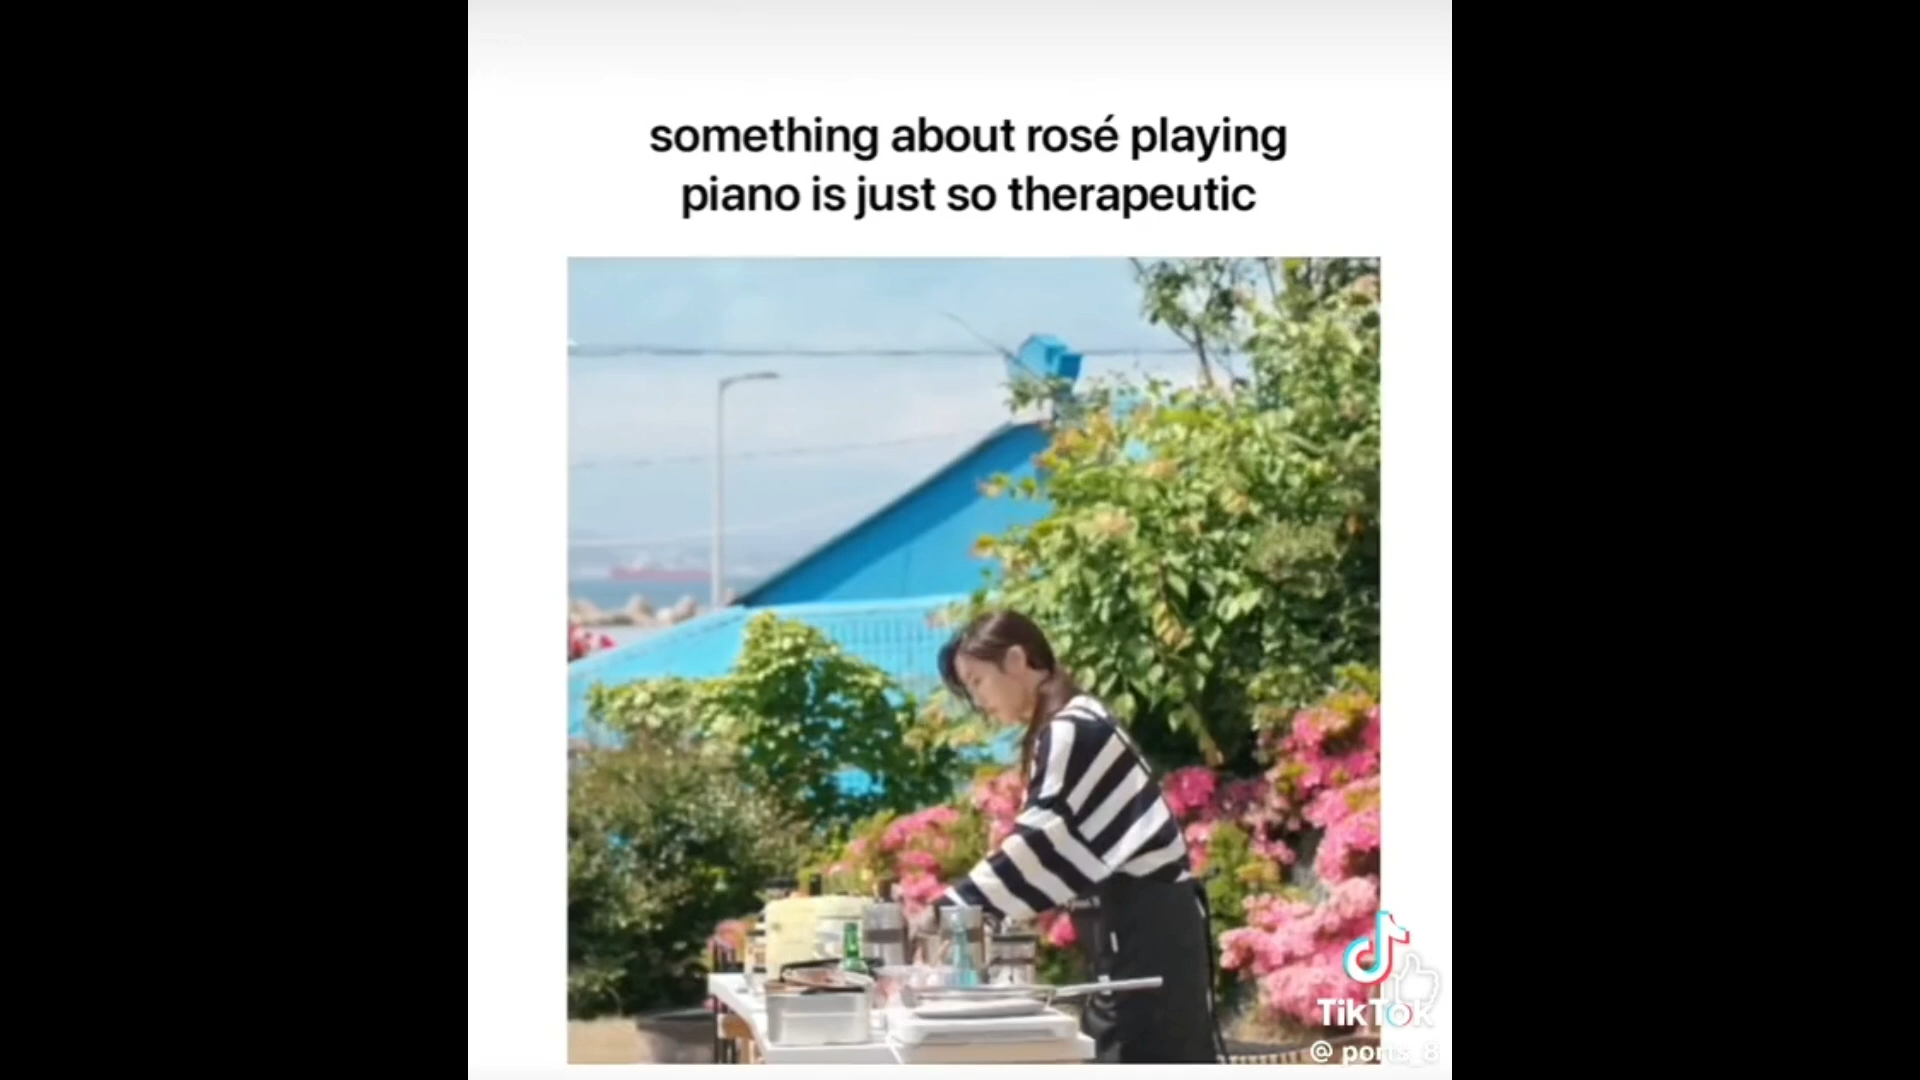 something about rosé playing
piano is just so therapeutic
TikTok